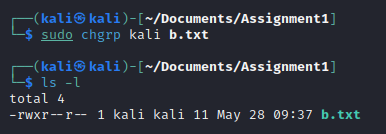 ┌──(kali㉿kali)-[~/Documents/Assignment1]
└─$ sudo chgrp kali b.txt
┌──(kali㉿kali)-[~/Documents/Assignment1]
└─$ ls -l
total 4
-rwxr--r-- 1 kali kali 11 May 28 09:37 b.txt